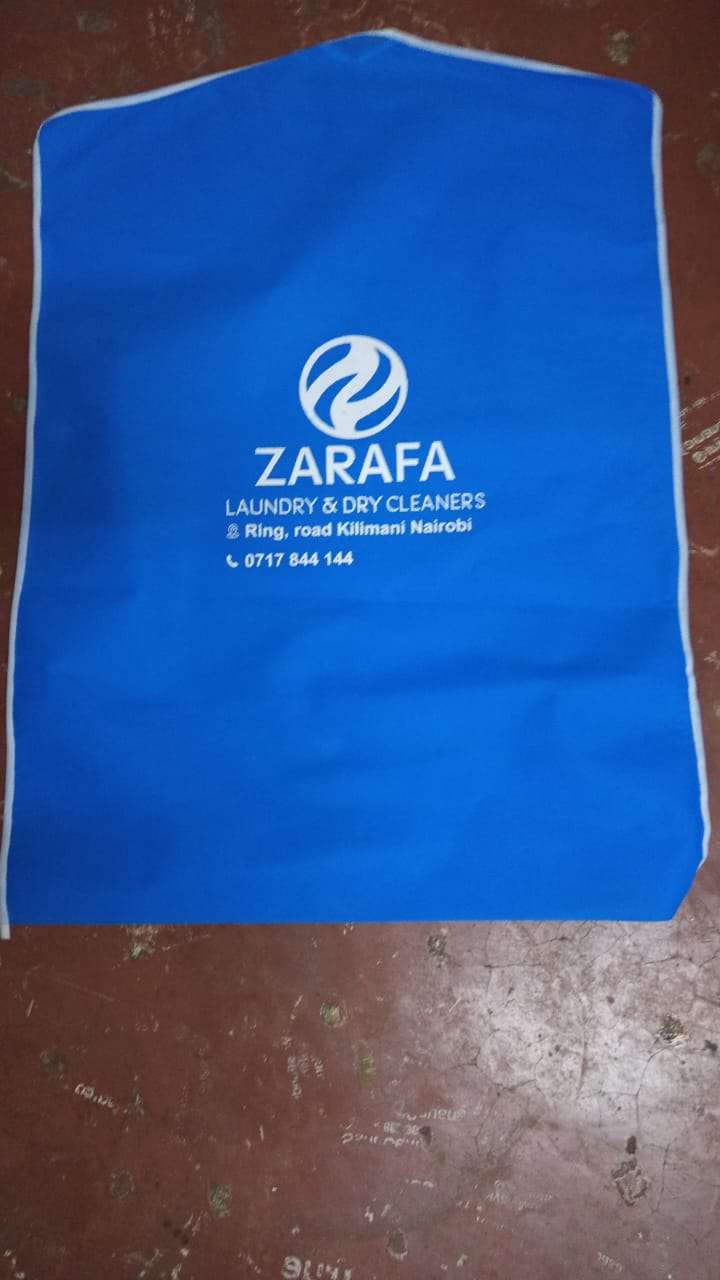 ZARAFA
LAUNDRY & DRY CLEANERS
Ring, road Kilimani Nairobi
0717 844 144